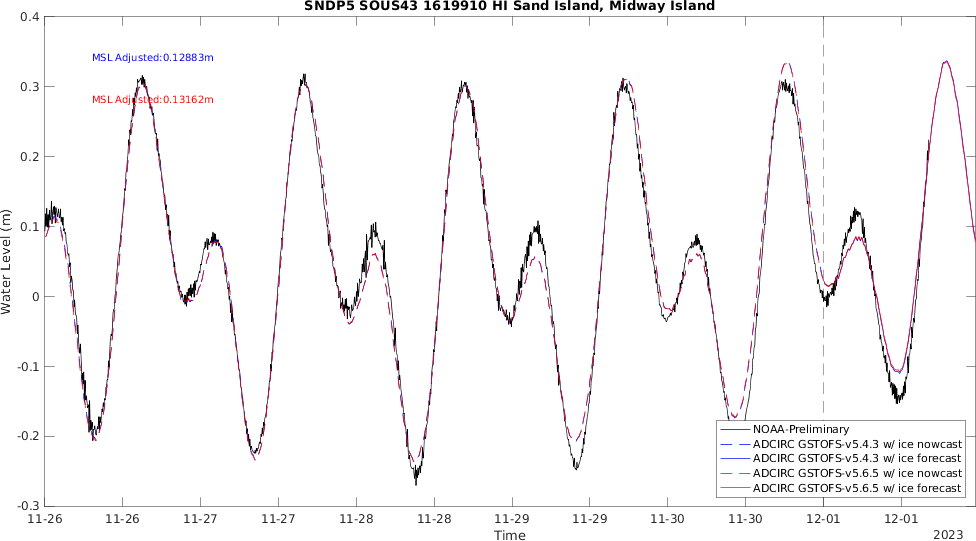 SNDP5 SOUS43 1619910 HI Sand Island, Midway Island
0.4
MSL Adjusted:0.12883m
0.3
MSL Adjusted:0.13162m
0.2
0.1
0
-0.1
-0.2
-0.3
Water Level (m)
NOAA-Preliminary
ADCIRC GSTOFS-v5.4.3 w/ ice nowcast
ADCIRC GSTOFS-v5.4.3 w/ ice forecast
ADCIRC GSTOFS-v5.6.5 w/ ice nowcast
ADCIRC GSTOFS-v5.6.5 w/ ice forecast
11-26 11-26 11-27 11-27 11-28 11-28 11-29 11-29 11-30 11-30 12-01 12-01
Time
2023